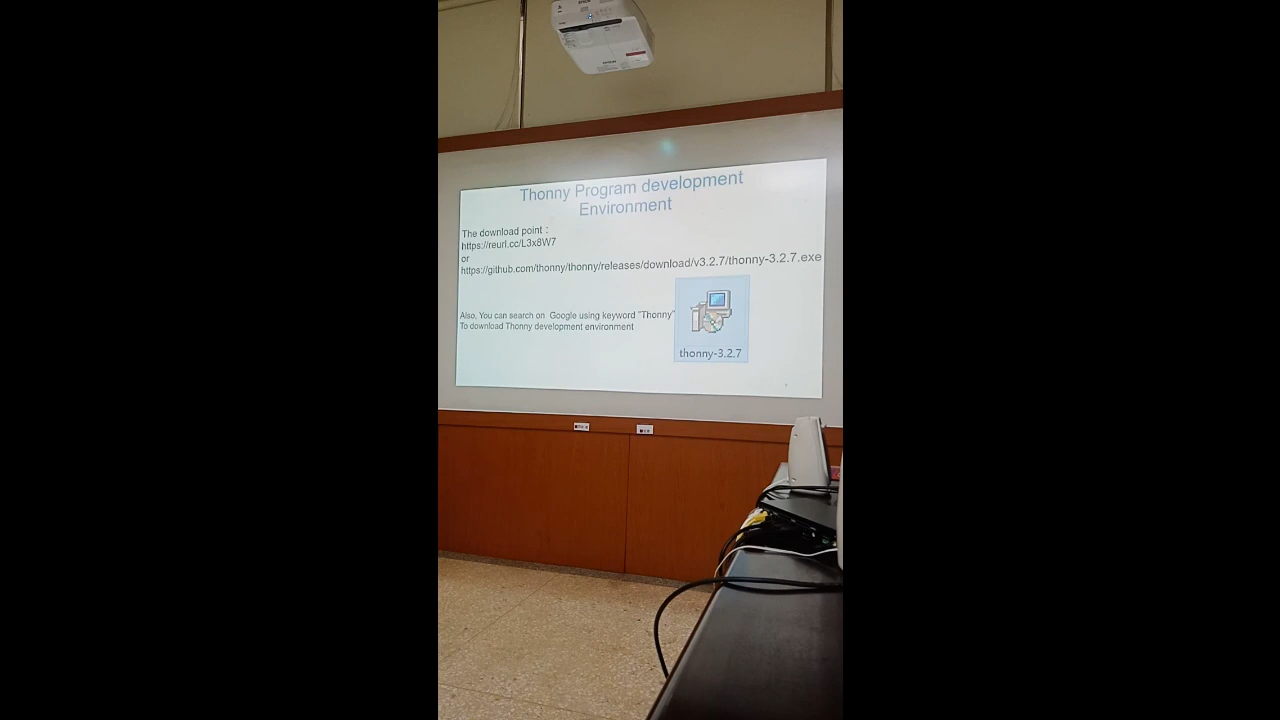 EPSON
Thonny Program development
Environment
The download point：
https://reurl.cc/L3x8W7
or
https://github.com/thonny/thonny/releases/download/v3.2.7/thonny-3.2.7.exe
Also, You can search on Google using keyword "Thonny"
To download Thonny development environment
thonny-3.2.7